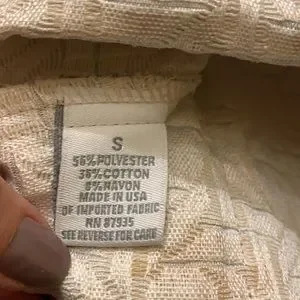 S
56% POLYESTER
36% COTTON
8% RAYON
MADE IN USA
OF IMPORTED FABRIC
RN 87935
SEE REVERSE FOR CARE